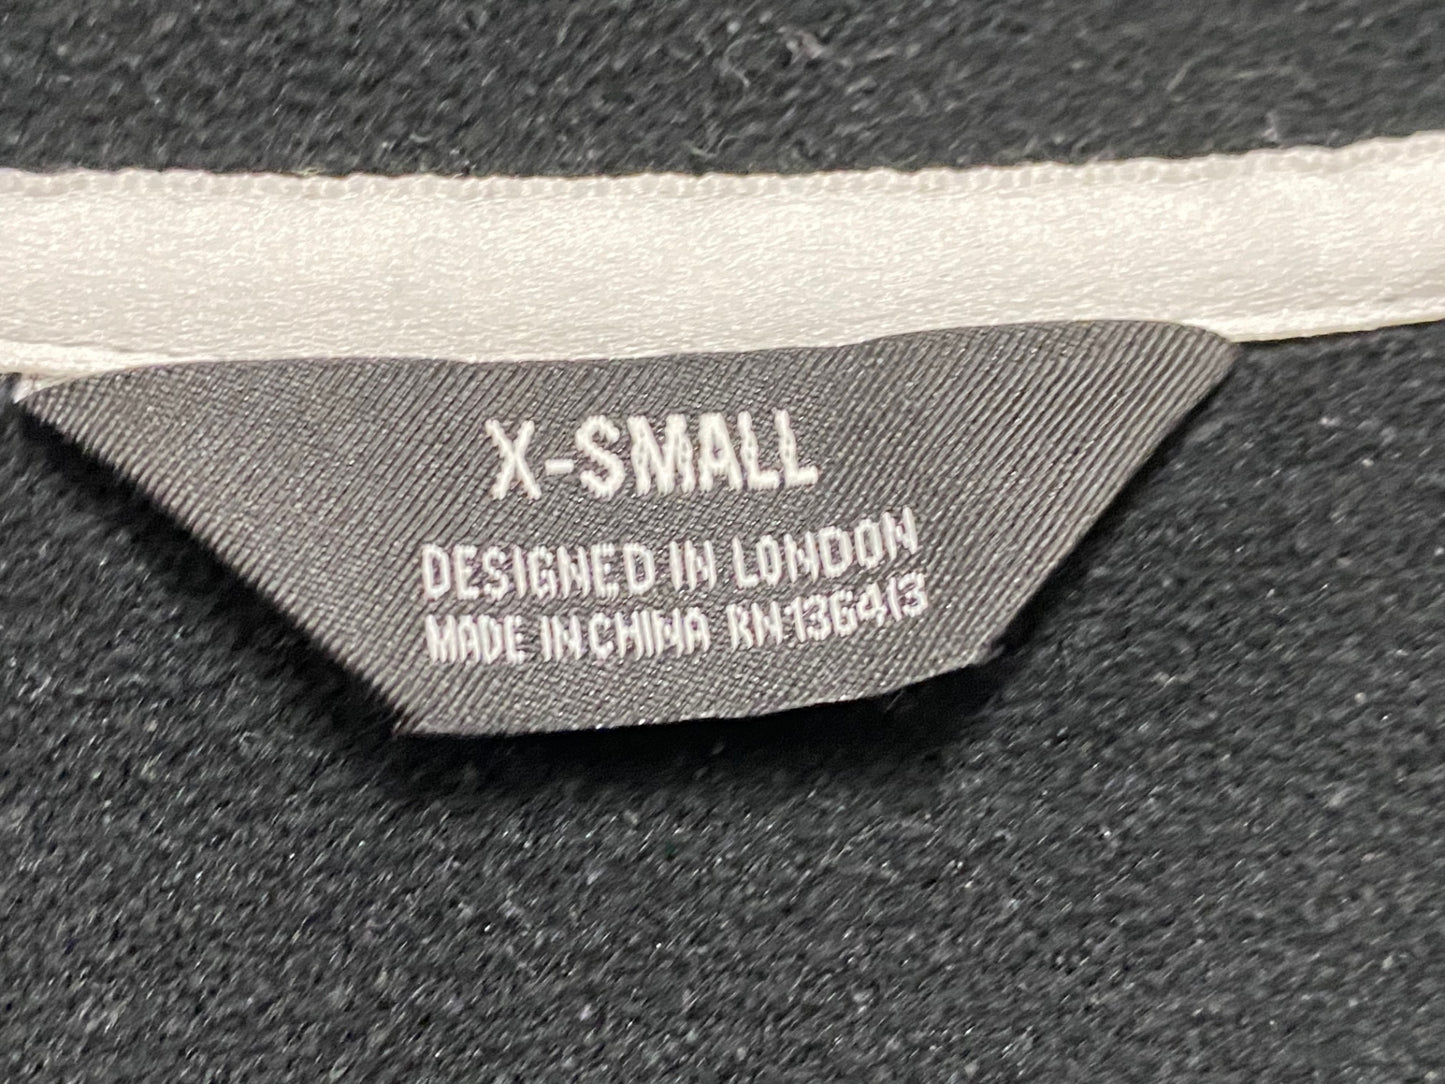 X-SMALL
DESIGNED IN LONDON
MADE IN CHINA RN136413